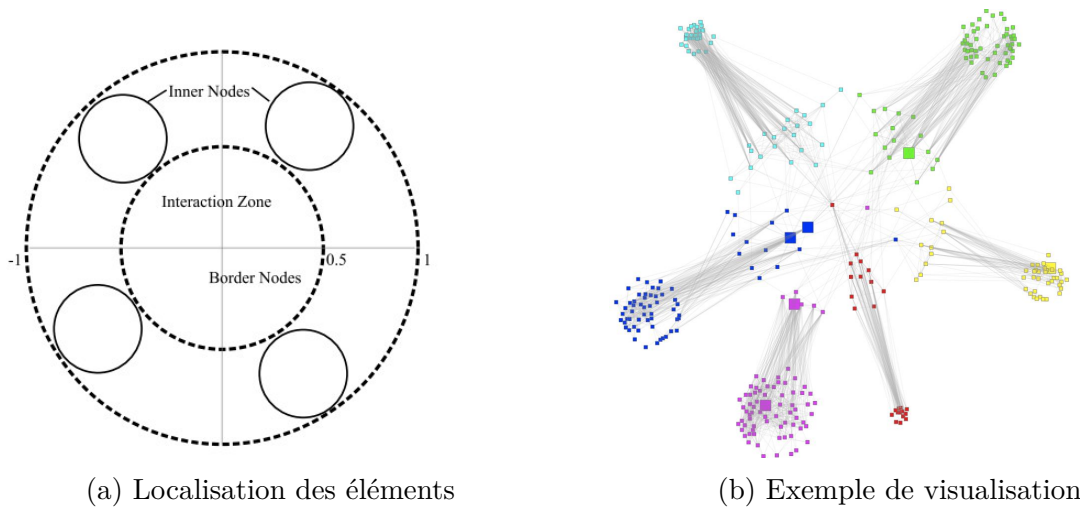 Inner Nodes
Interaction Zone
-1
0.5
1
Border Nodes
(a) Localisation des éléments
(b) Exemple de visualisation